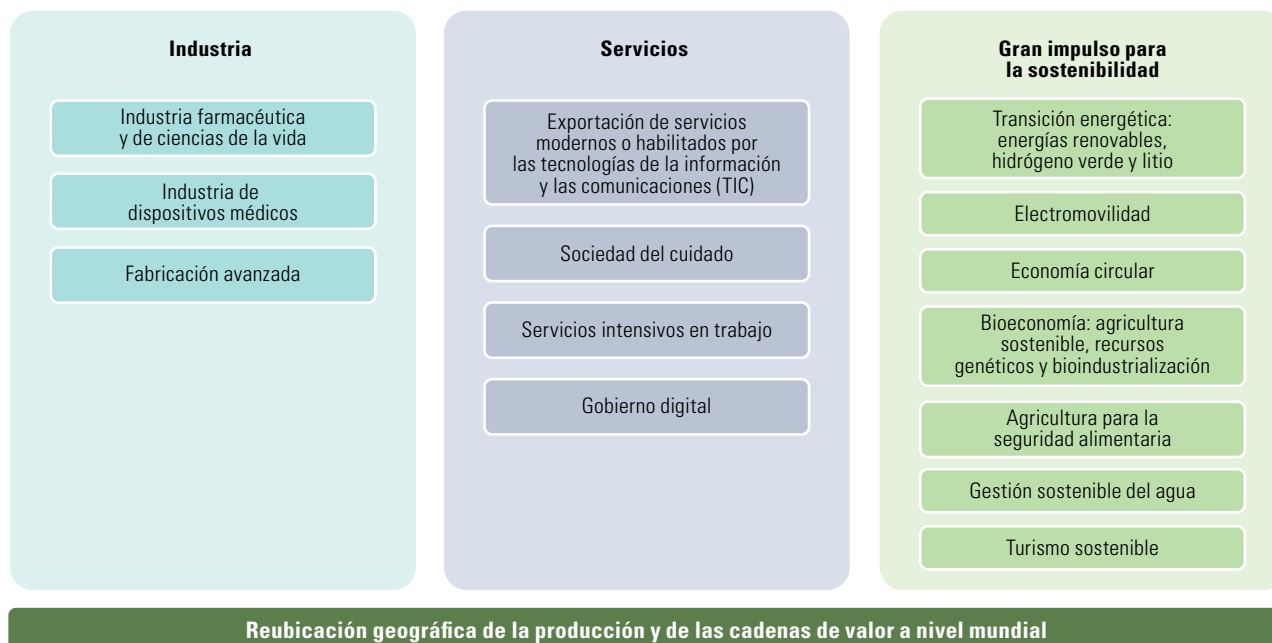 Industria
Industria farmacéutica
y de ciencias de la vida
Industria de
dispositivos médicos
Fabricación avanzada
Servicios
Exportación de servicios
modernos o habilitados por
las tecnologías de la información
y las comunicaciones (TIC)
Sociedad del cuidado
Servicios intensivos en trabajo
Gobierno digital
Gran impulso para
la sostenibilidad
Transición energética:
energías renovables,
hidrógeno verde y litio
Electromovilidad
Economía circular
Bioeconomía: agricultura
sostenible, recursos
genéticos y bioindustrialización
Agricultura para la
seguridad alimentaria
Gestión sostenible del agua
Turismo sostenible
Reubicación geográfica de la producción y de las cadenas de valor a nivel mundial